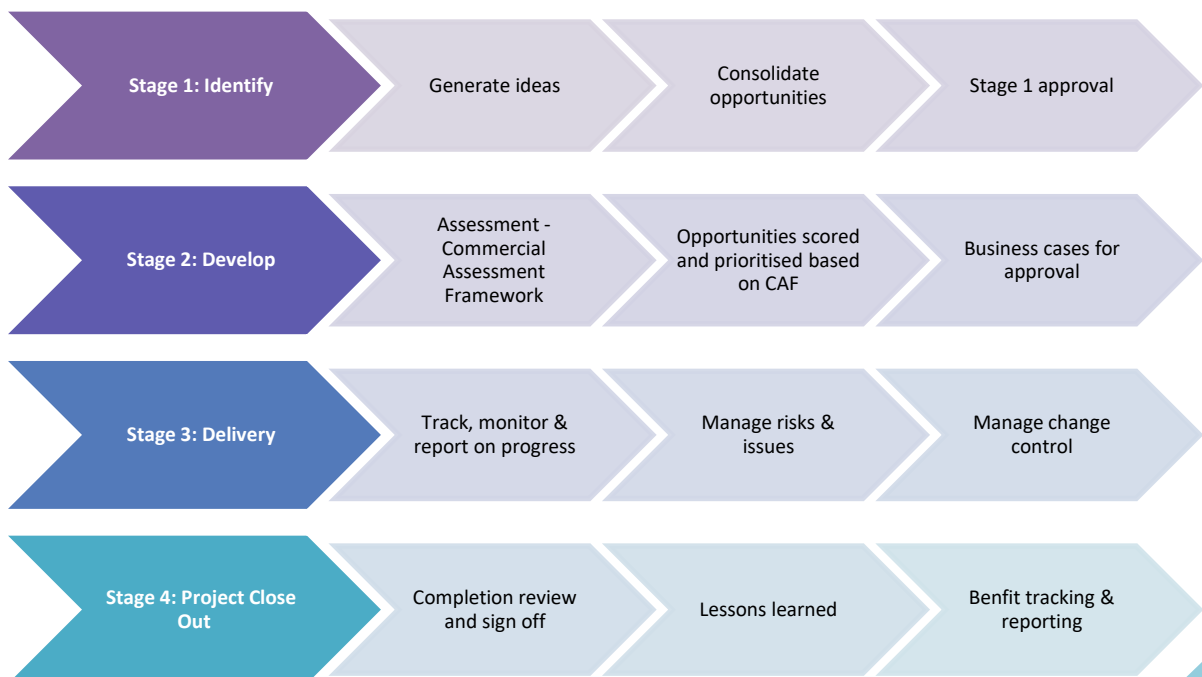 Stage 1: Identify
Generate ideas
Consolidate
opportunities
Stage 1 approval
Stage 2: Develop
Assessment -
Commercial
Assessment
Framework
Opportunities scored
and prioritised based
on CAF
Business cases for
approval
Stage 3: Delivery
Track, monitor &
report on progress
Manage risks &
issues
Manage change
control
Stage 4: Project Close
Out
Completion review
and sign off
Lessons learned
Benfit tracking &
reporting